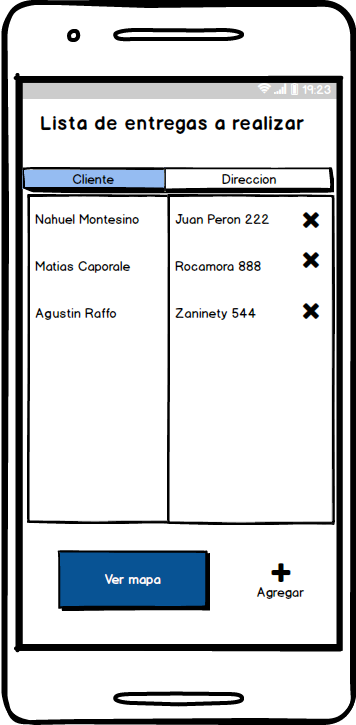 19:23
Lista de entregas a realizar
Cliente Direccion
Nahuel Montesino Juan Peron 222
Matias Caporale Rocamora 888
Agustin Raffo Zaninety 544
Ver mapa
Agregar